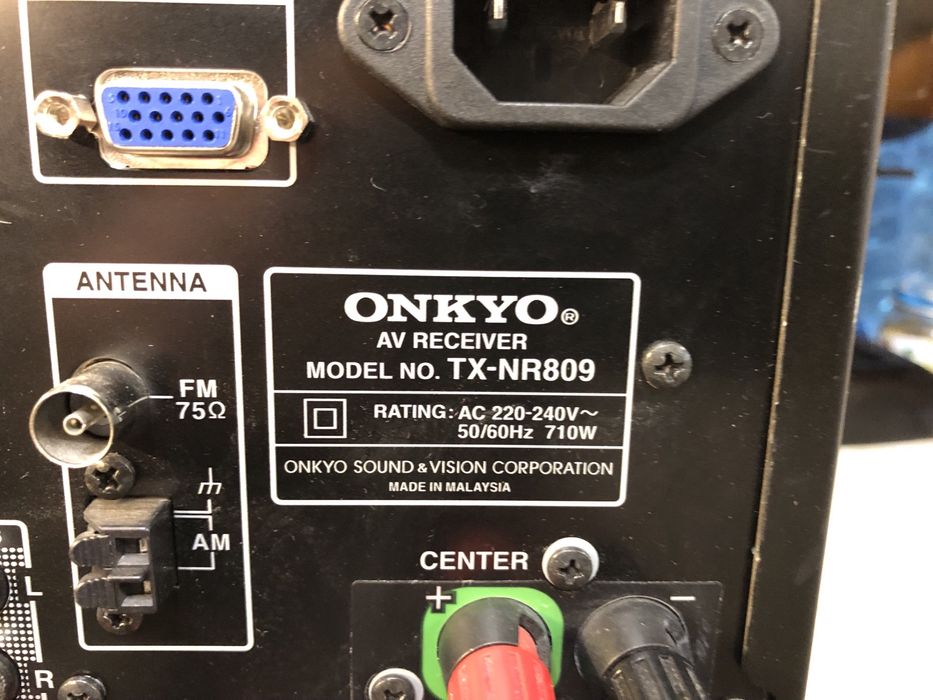 ANTENNA
FM
75Ω
AM
ONKYO®
AV RECEIVER
MODEL NO. TX-NR809
RATING: AC 220-240V~
50/60Hz 710W
ONKYO SOUND & VISION CORPORATION
MADE IN MALAYSIA
CENTER
+ −
L
R